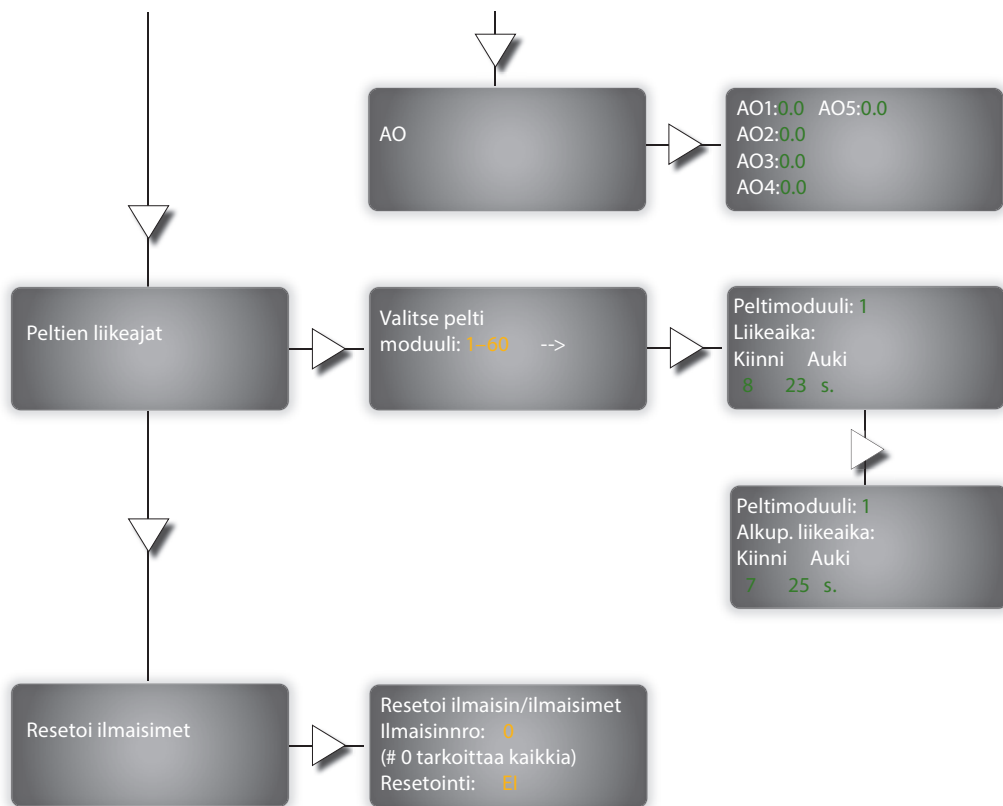 AO
AO1:0.0 AO5:0.0
AO2:0.0
AO3:0.0
AO4:0.0
Peltien liikeajat
Valitse pelti
moduuli: 1–60 -->
Peltimoduuli: 1
Liikeaika:
Kiinni Auki
8 23 s.
Peltimoduuli: 1
Alkup. liikeaika:
Kiinni Auki
7 25 s.
Resetoi ilmaisimet
Resetoi ilmaisin/ilmaisimet
Ilmaisinnro: 0
(# 0 tarkoittaa kaikkia)
Resetointi: EI